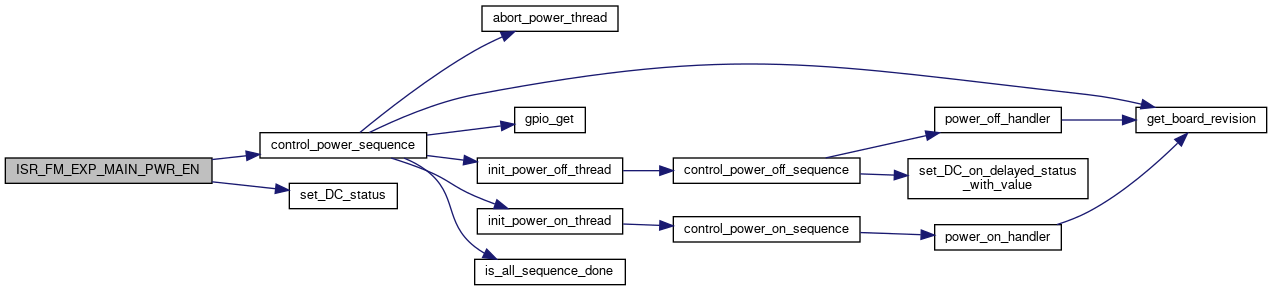 abort_power_thread
get_board_revision
power_off_handler
gpio_get
control_power_sequence
ISR_FM_EXP_MAIN_PWR_EN
init_power_off_thread
control_power_off_sequence
set_DC_on_delayed_status
_with_value
set_DC_status
init_power_on_thread
control_power_on_sequence
power_on_handler
is_all_sequence_done